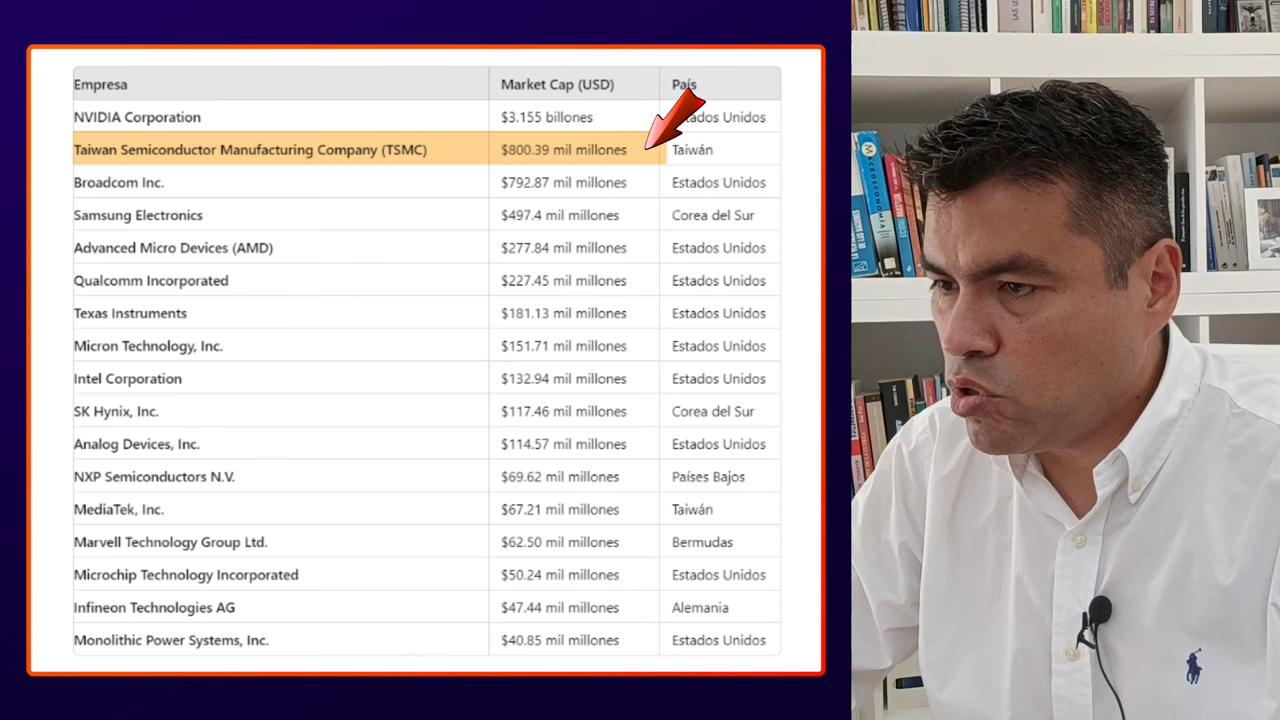 Empresa Market Cap (USD) País
NVIDIA Corporation $3.155 billones Estados Unidos
Taiwan Semiconductor Manufacturing Company (TSMC) $800.39 mil millones Taiwán
Broadcom Inc. $792.87 mil millones Estados Unidos
Samsung Electronics $497.4 mil millones Corea del Sur
Advanced Micro Devices (AMD) $277.84 mil millones Estados Unidos
Qualcomm Incorporated $227.45 mil millones Estados Unidos
Texas Instruments $181.13 mil millones Estados Unidos
Micron Technology, Inc. $151.71 mil millones Estados Unidos
Intel Corporation $132.94 mil millones Estados Unidos
SK Hynix, Inc. $117.46 mil millones Corea del Sur
Analog Devices, Inc. $114.57 mil millones Estados Unidos
NXP Semiconductors N.V. $69.62 mil millones Países Bajos
MediaTek, Inc. $67.21 mil millones Taiwán
Marvell Technology Group Ltd. $62.50 mil millones Bermudas
Microchip Technology Incorporated $50.24 mil millones Estados Unidos
Infineon Technologies AG $47.44 mil millones Alemania
Monolithic Power Systems, Inc. $40.85 mil millones Estados Unidos
MACROECONOMÍA